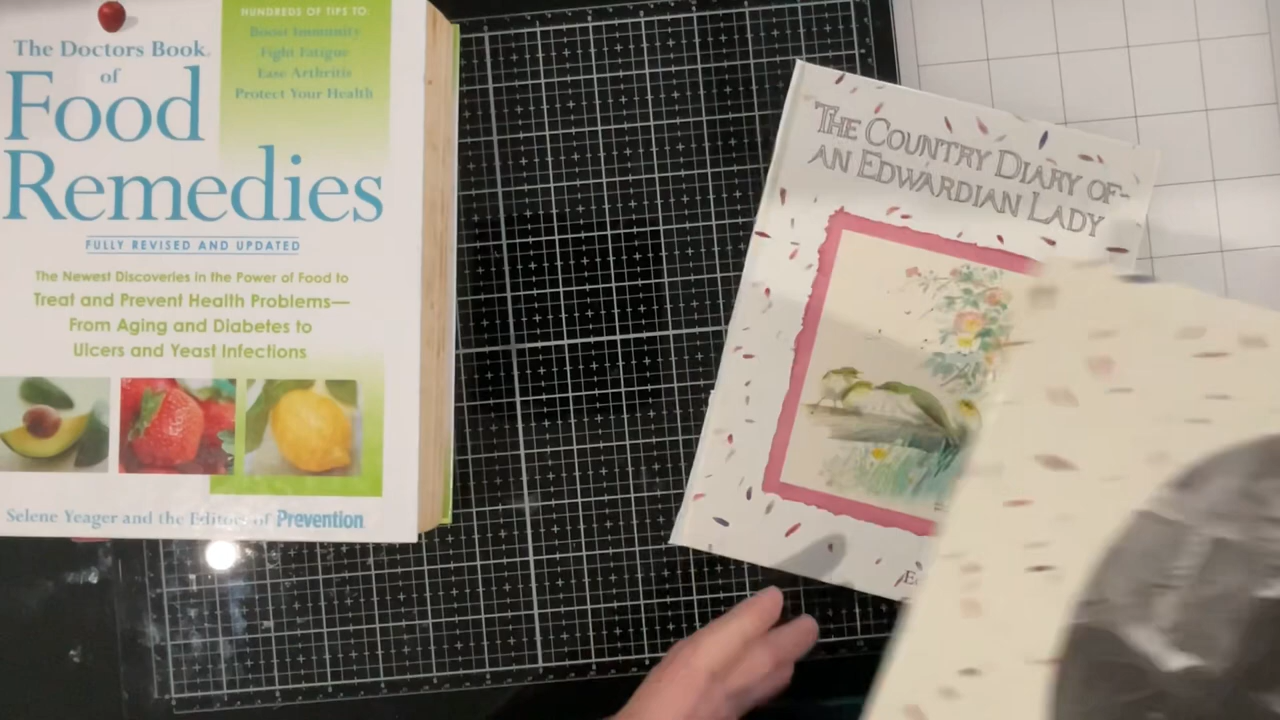 HUNDREDS OF TIPS TO:
Boost Immunity
Fight Fatigue
Ease Arthritis
Protect Your Health
The Doctors Book
of
Food
Remedies
FULLY REVISED AND UPDATED
The Newest Discoveries in the Power of Food to
Treat and Prevent Health Problems—
From Aging and Diabetes to
Ulcers and Yeast Infections
Selene Yeager and the Editors of Prevention
THE COUNTRY DIARY OF-
AN EDWARDIAN LADY